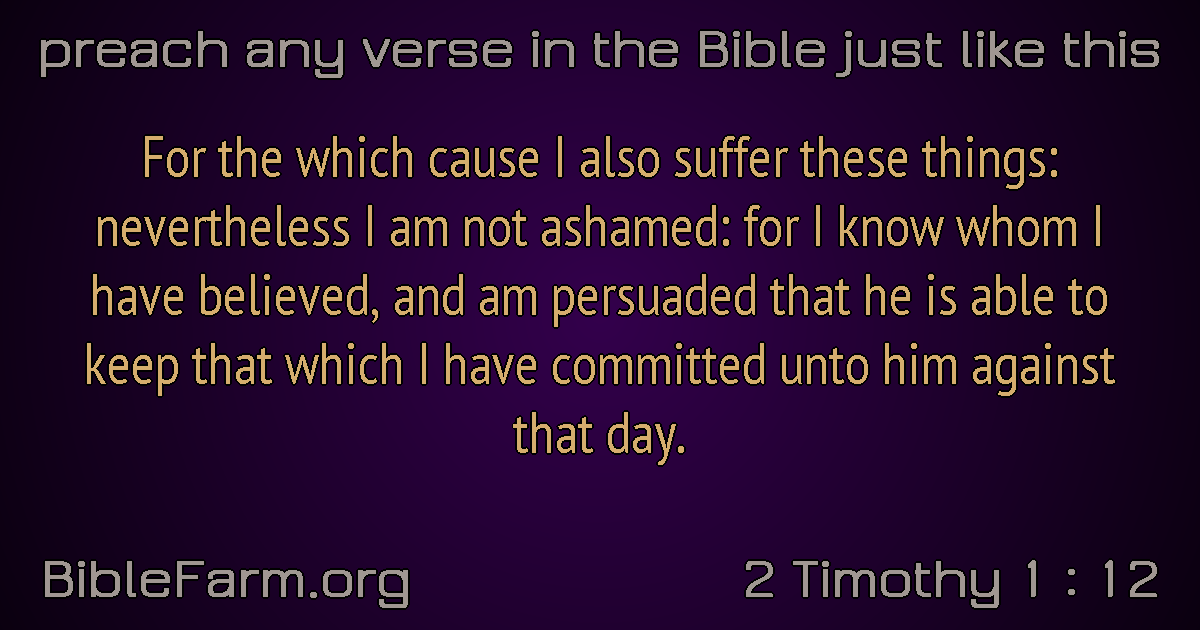 preach any verse in the Bible just like this
For the which cause I also suffer these things:
nevertheless I am not ashamed: for I know whom I
have believed, and am persuaded that he is able to
keep that which I have committed unto him against
that day.
BibleFarm.org
2 Timothy 1 : 12